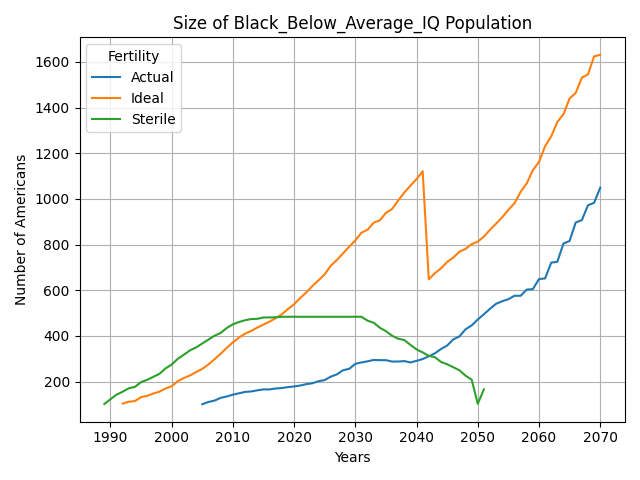 Size of Black_Below_Average_IQ Population
Fertility
Actual
Ideal
Sterile
Number of Americans
1600
1400
1200
1000
800
600
400
200
1990 2000 2010 2020 2030 2040 2050 2060 2070
Years